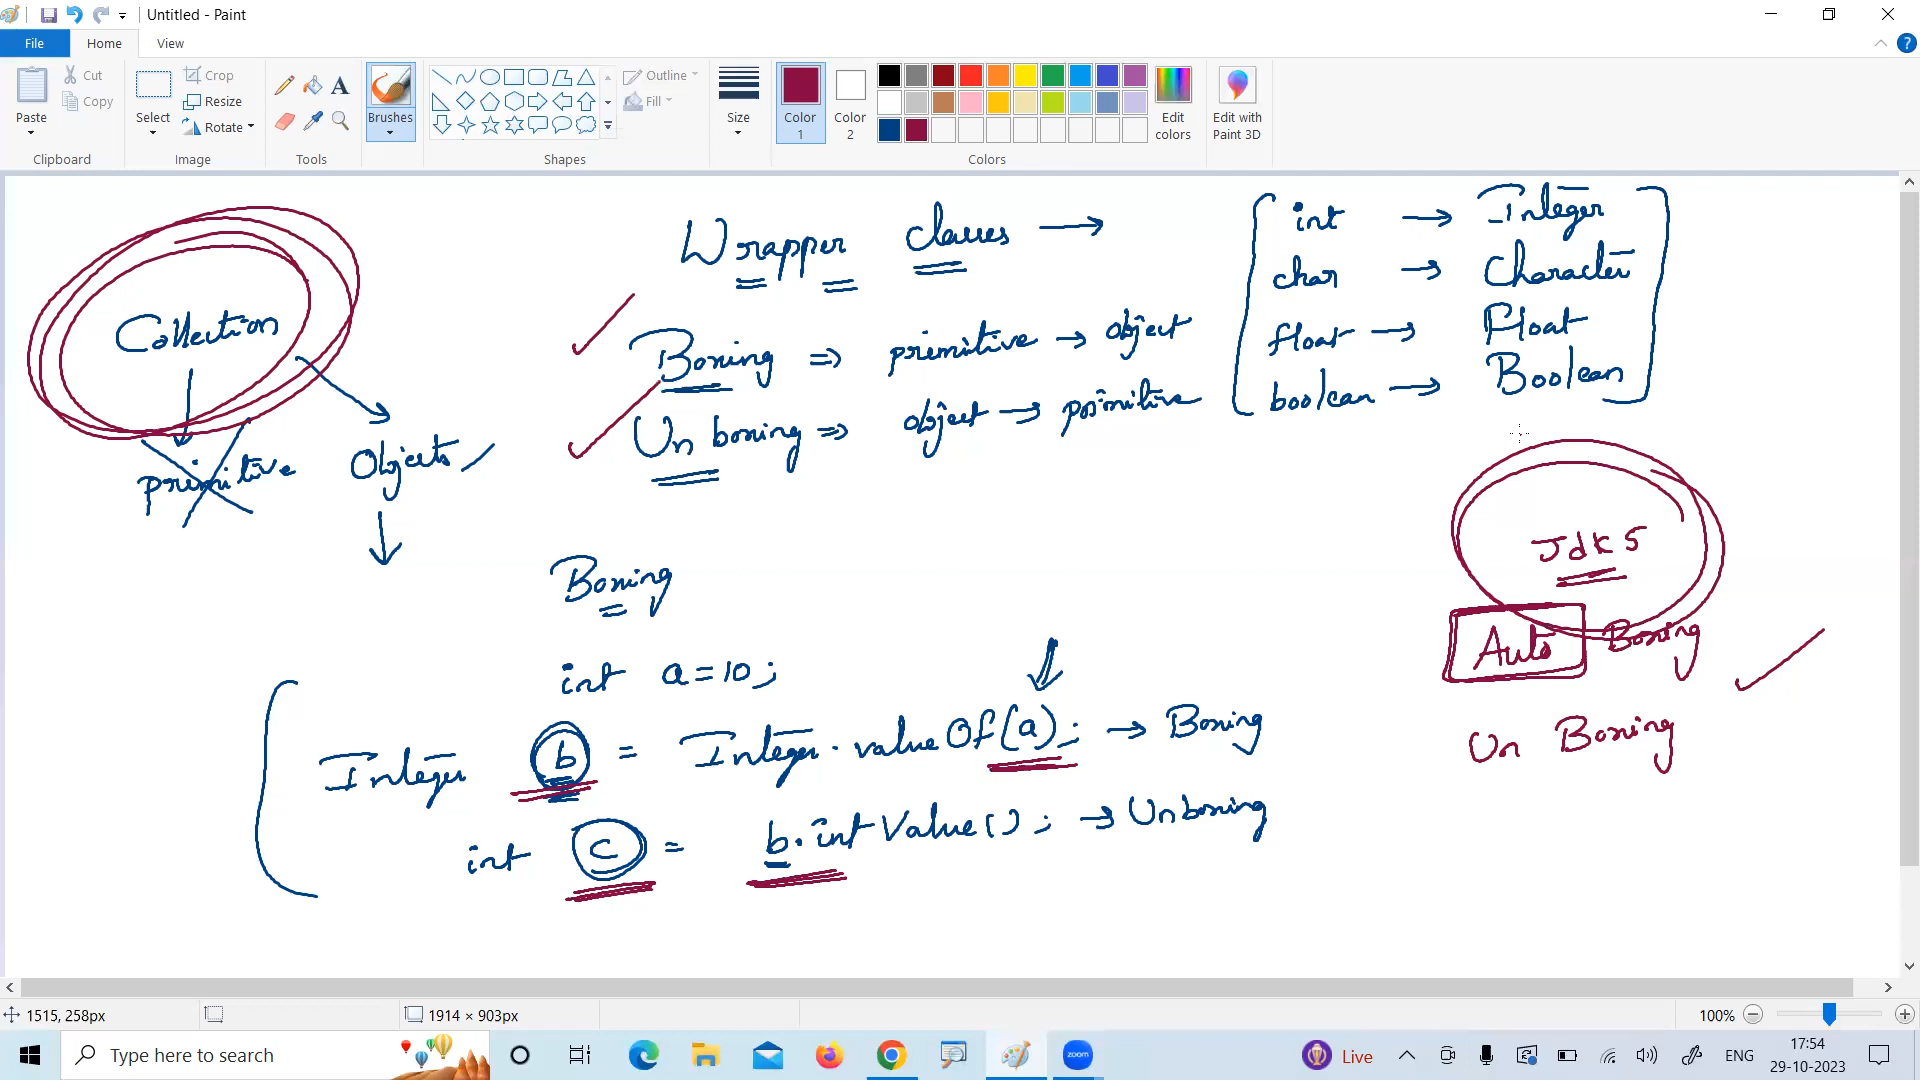 Untitled - Paint
File Home View
Cut
Copy
Paste
Clipboard
Select
Crop
Resize
Rotate
Image
Tools
Brushes
Outline
Fill
Shapes
Size
Color 1
Color 2
Edit colors
Colors
Edit with Paint 3D
Collection
primitive
Objects
Wrapper classes →
Boxing ⇒ primitive → object
Un boxing ⇒ object → primitive
int → Integer
char → Character
float → Float
boolean → Boolean
Boxing
int a=10;
Integer b = Integer.valueOf(a); → Boxing
int c = b.intValue(); → Unboxing
Jdk 5
Auto Boxing
Un Boxing
1515, 258px
1914 × 903px
100%
Type here to search
zoom
Live
ENG
17:54
29-10-2023